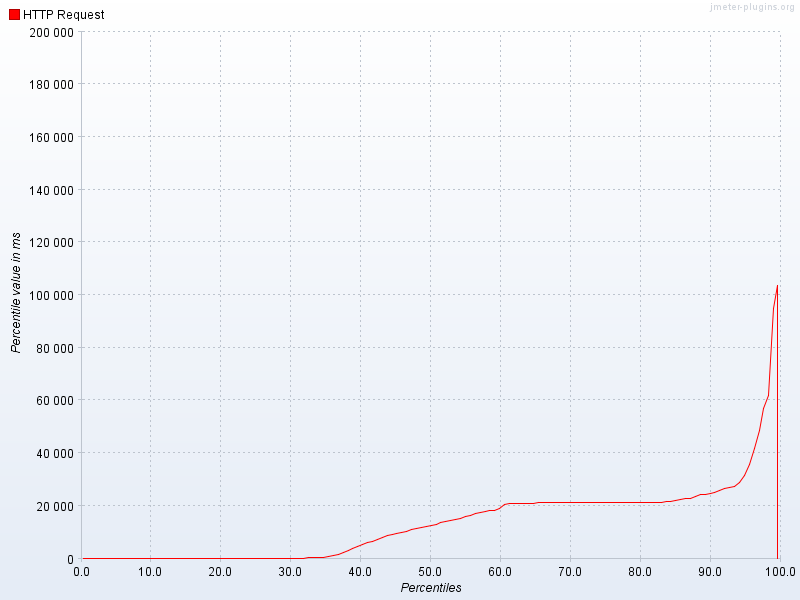 HTTP Request
jmeter-plugins.org
200 000
180 000
160 000
140 000
120 000
100 000
80 000
60 000
40 000
20 000
0
Percentile value in ms
0.0 10.0 20.0 30.0 40.0 50.0 60.0 70.0 80.0 90.0 100.0
Percentiles